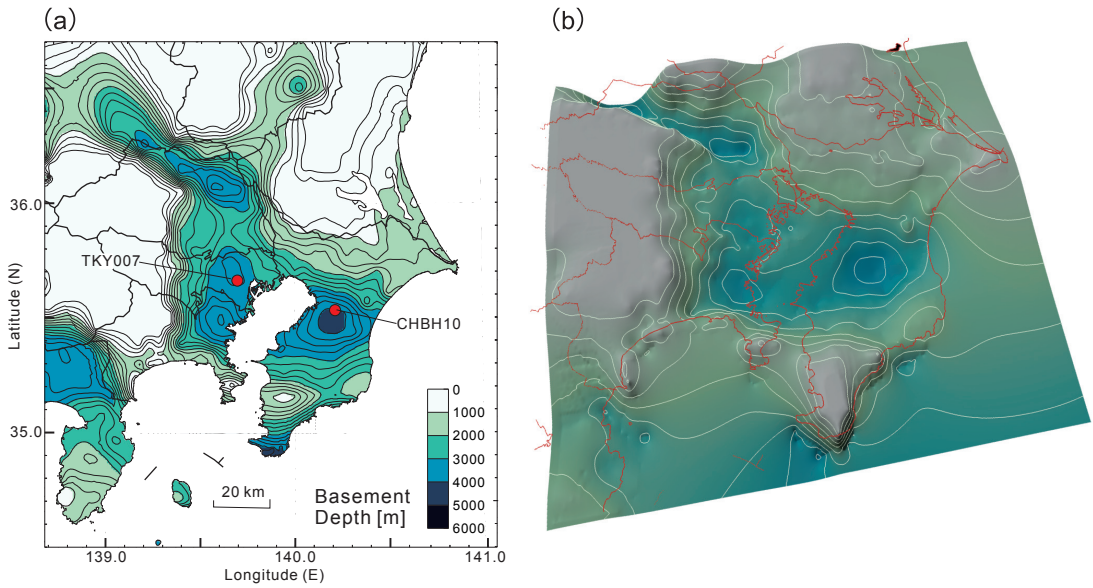 (a)
(b)
36.0
TKY007
Latitude (N)
CHBH10
35.0
0
1000
2000
3000
4000
5000
6000
Basement
Depth [m]
20 km
139.0
140.0
141.0
Longitude (E)